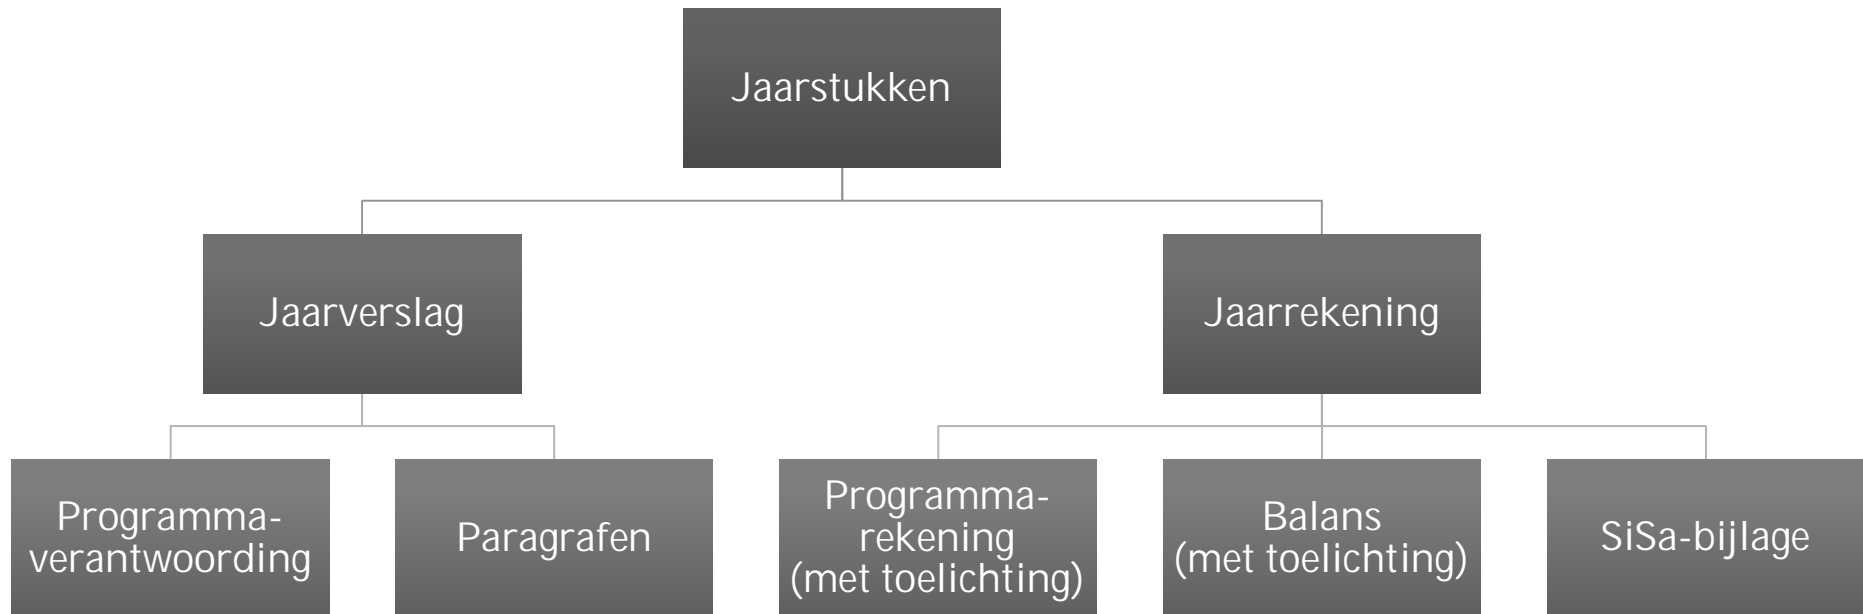 Jaarstukken
Jaarverslag
Jaarrekening
Programma-
verantwoording
Paragrafen
Programma-
rekening
(met toelichting)
Balans
(met toelichting)
SiSa-bijlage